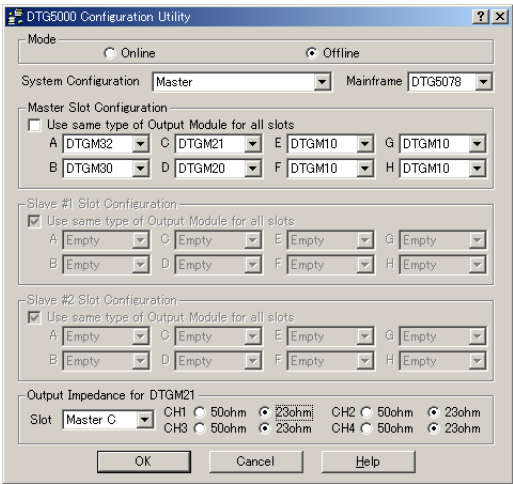 DTG5000 Configuration Utility
Mode
Online Offline
System Configuration Master Mainframe DTG5078
Master Slot Configuration
Use same type of Output Module for all slots
A DTGM32 C DTGM21 E DTGM10 G DTGM10
B DTGM30 D DTGM20 F DTGM10 H DTGM10
Slave #1 Slot Configuration
Use same type of Output Module for all slots
A Empty C Empty E Empty G Empty
B Empty D Empty F Empty H Empty
Slave #2 Slot Configuration
Use same type of Output Module for all slots
A Empty C Empty E Empty G Empty
B Empty D Empty F Empty H Empty
Output Impedance for DTGM21
Slot Master C CH1 50ohm 23ohm CH2 50ohm 23ohm
CH3 50ohm 23ohm CH4 50ohm 23ohm
OK Cancel Help